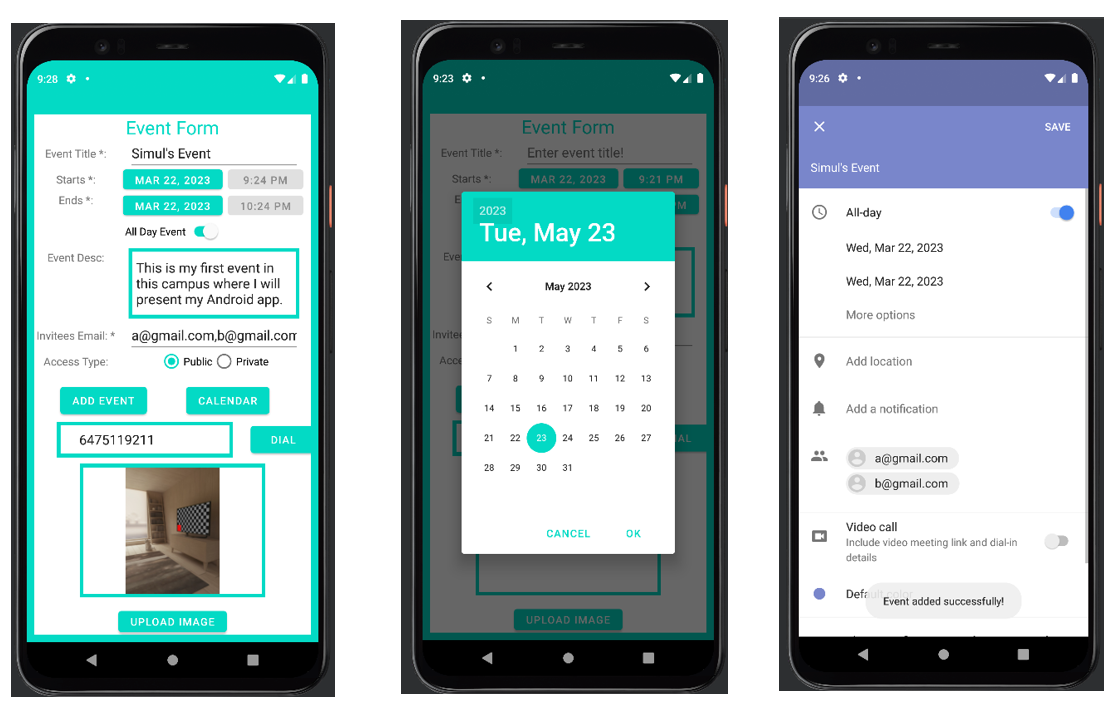 9:28
Event Form
Event Title *: Simul's Event
Starts *: MAR 22, 2023 9:24 PM
Ends *: MAR 22, 2023 10:24 PM
All Day Event
Event Desc: This is my first event in
this campus where I will
present my Android app.
Invitees Email: * a@gmail.com,b@gmail.com
Access Type: Public Private
ADD EVENT CALENDAR
6475119211 DIAL
UPLOAD IMAGE
9:23
Event Form
Event Title *: Enter event title!
Starts *: MAR 22, 2023 9:21 PM
2023
Tue, May 23
May 2023
S M T W T F S
1 2 3 4 5 6
7 8 9 10 11 12 13
14 15 16 17 18 19 20
21 22 23 24 25 26 27
28 29 30 31
CANCEL OK
UPLOAD IMAGE
9:26
SAVE
Simul's Event
All-day
Wed, Mar 22, 2023
Wed, Mar 22, 2023
More options
Add location
Add a notification
a@gmail.com
b@gmail.com
Video call
Include video meeting link and dial-in
details
Default color
Event added successfully!